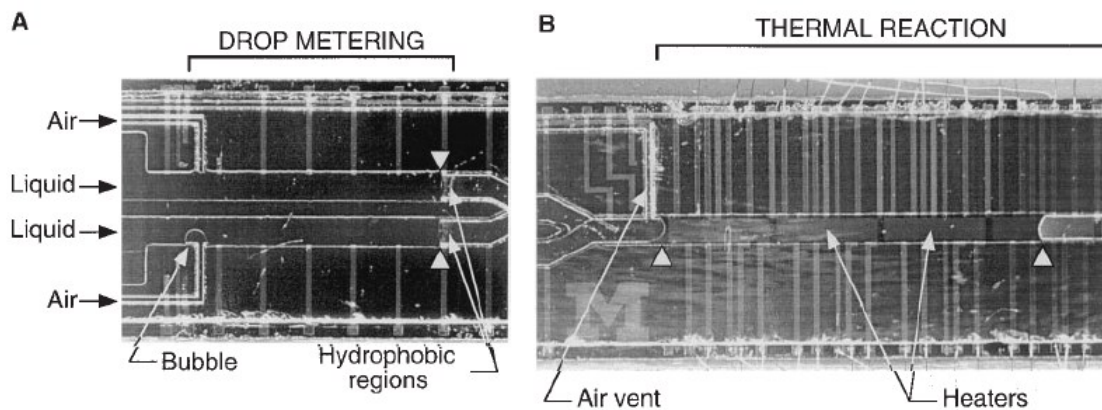 A
DROP METERING
Air
Liquid
Liquid
Air
Bubble
Hydrophobic
regions
B
THERMAL REACTION
M
Air vent
Heaters